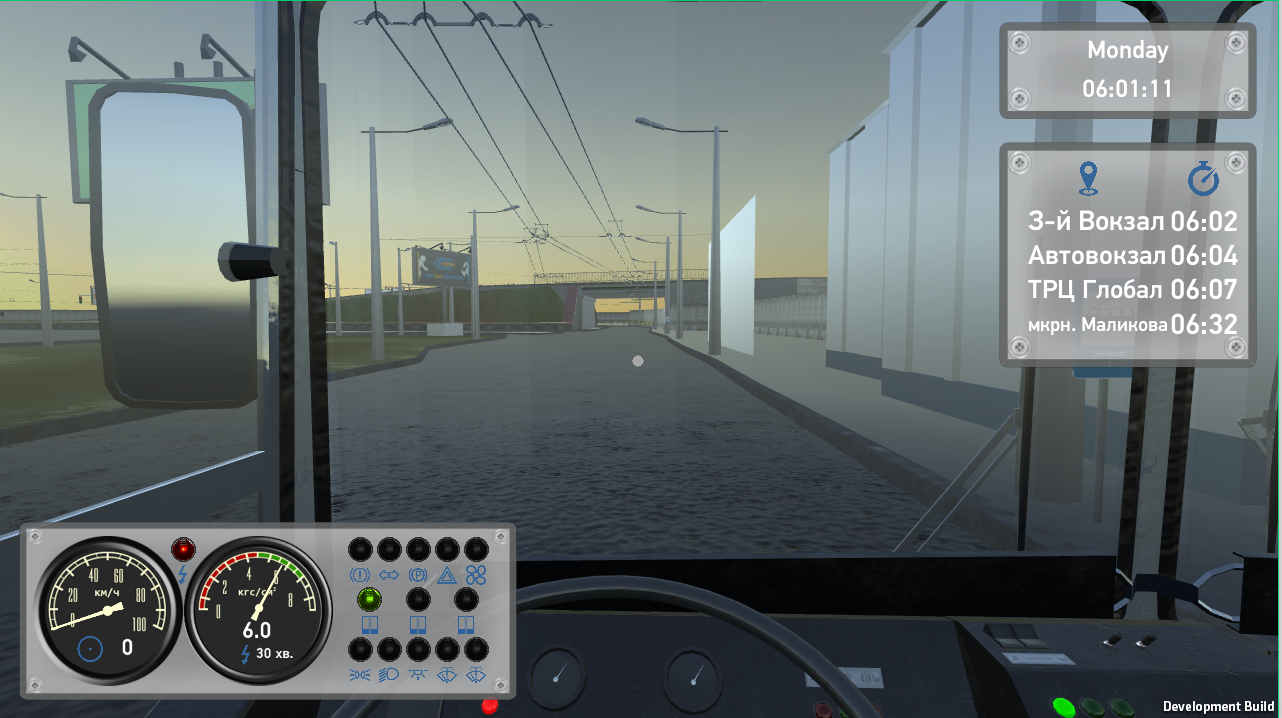 Monday
06:01:11
3-й Вокзал 06:02
Автовокзал 06:04
ТРЦ Глобал 06:07
мкрн. Маликова 06:32
0 20 40 60 80 100
км/ч
0
0 2 4 8
кгс/см²
6.0
30 хв.
Development Build